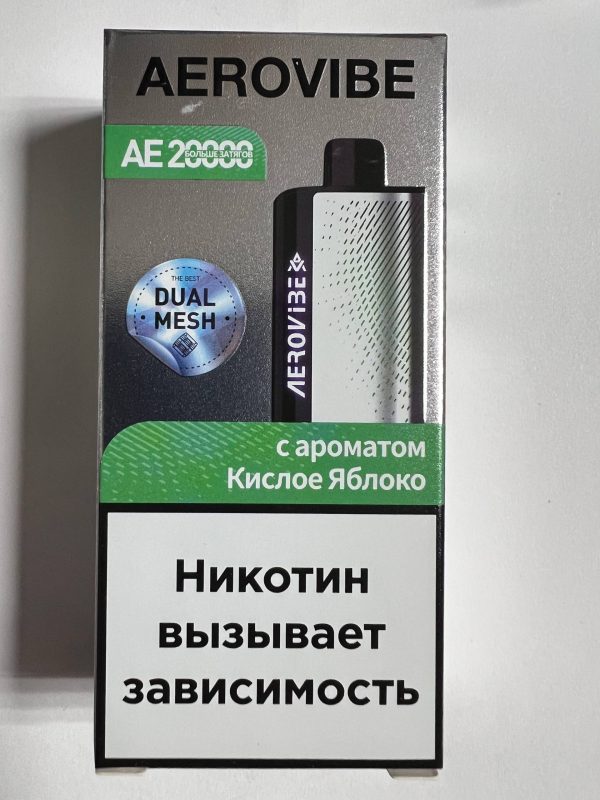 AEROVIBE
AE 20000
БОЛЬШЕ ЗАТЯГОВ
THE BEST
DUAL
MESH
AEROVIBE
с ароматом
Кислое Яблоко
Никотин
вызывает
зависимость